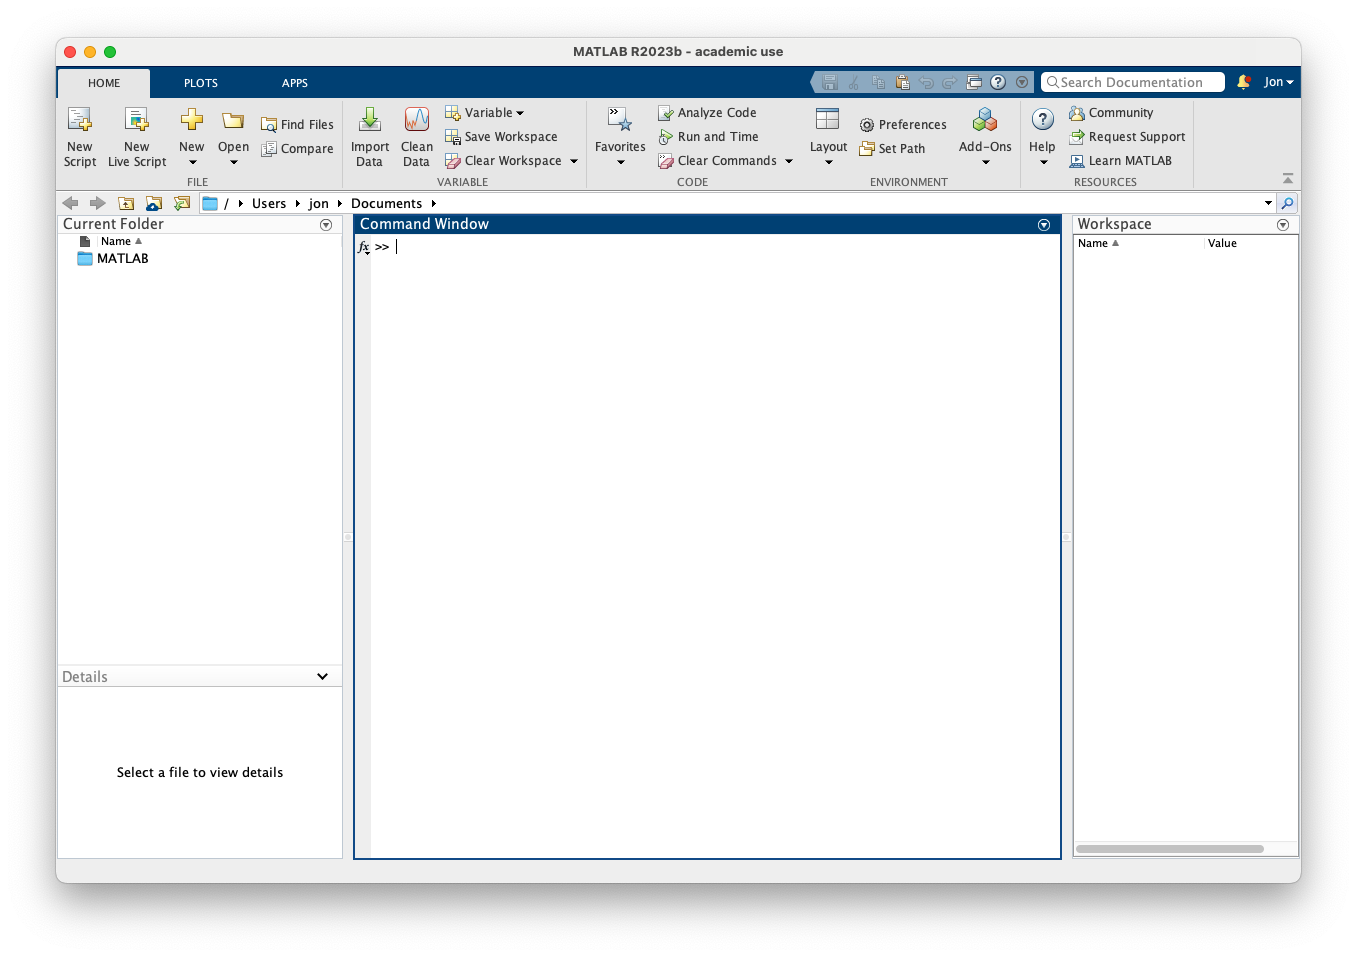 MATLAB R2023b - academic use
HOME PLOTS APPS Search Documentation Jon
New Script
New Live Script
New
Open
Find Files
Compare
FILE
Import Data
Clean Data
Variable
Save Workspace
Clear Workspace
VARIABLE
Favorites
Analyze Code
Run and Time
Clear Commands
CODE
Layout
Preferences
Set Path
Add-Ons
ENVIRONMENT
Help
Community
Request Support
Learn MATLAB
RESOURCES
/ Users jon Documents
Current Folder
Name
MATLAB
Details
Select a file to view details
Command Window
fx >>
Workspace
Name Value